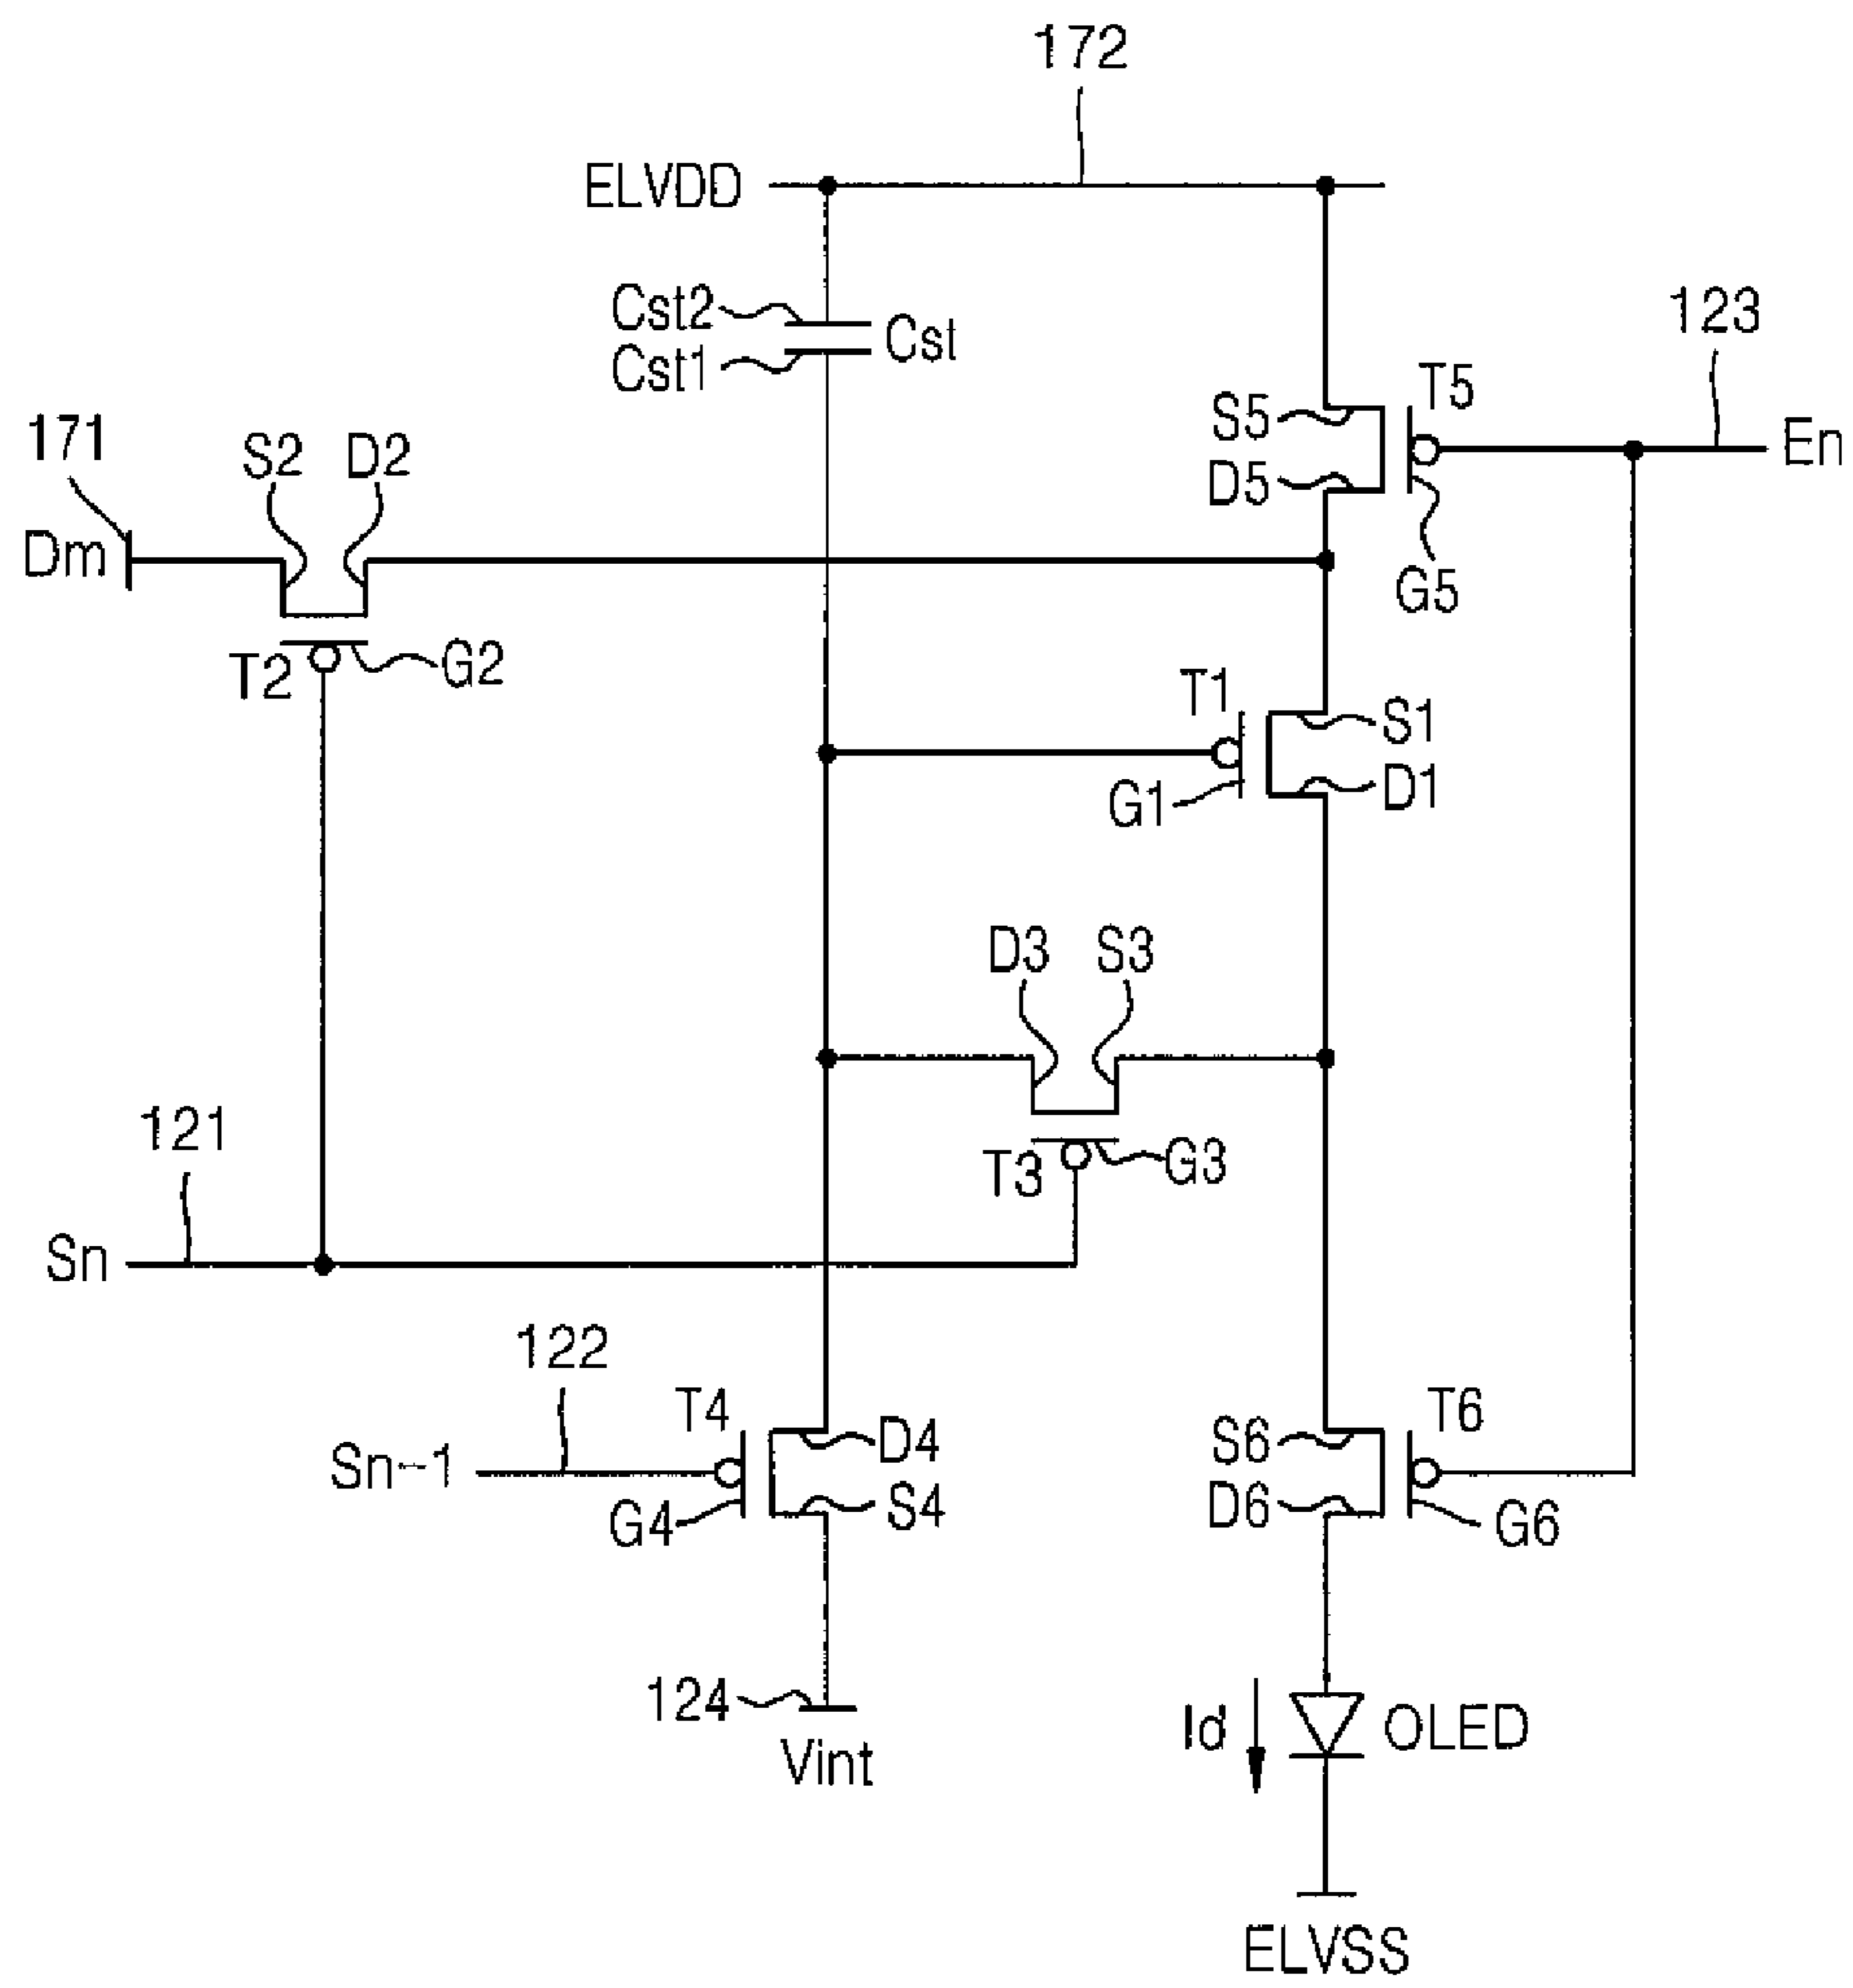 172
ELVDD
Cst2
Cst
Cst1
123
T5
S5
En
D5
G5
171
S2
D2
Dm
T2
G2
T1
S1
G1
D1
D3
S3
121
T3
G3
Sn
122
T4
D4
S6
T6
Sn-1
G4
S4
D6
G6
124
Vint
Id
OLED
ELVSS